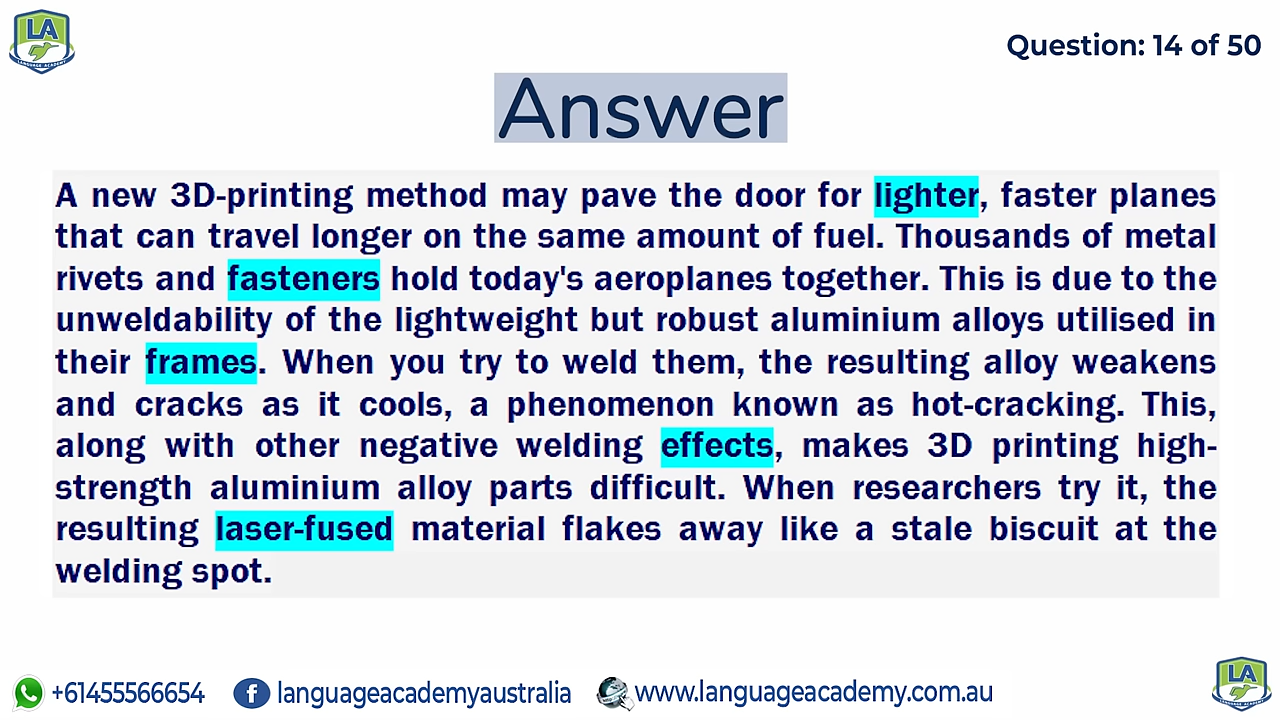 LA
LANGUAGE ACADEMY
Question: 14 of 50
Answer
A new 3D-printing method may pave the door for lighter, faster planes
that can travel longer on the same amount of fuel. Thousands of metal
rivets and fasteners hold today's aeroplanes together. This is due to the
unweldability of the lightweight but robust aluminium alloys utilised in
their frames. When you try to weld them, the resulting alloy weakens
and cracks as it cools, a phenomenon known as hot-cracking. This,
along with other negative welding effects, makes 3D printing high-
strength aluminium alloy parts difficult. When researchers try it, the
resulting laser-fused material flakes away like a stale biscuit at the
welding spot.
+61455566654 languageacademyaustralia www.languageacademy.com.au
LA
LANGUAGE ACADEMY